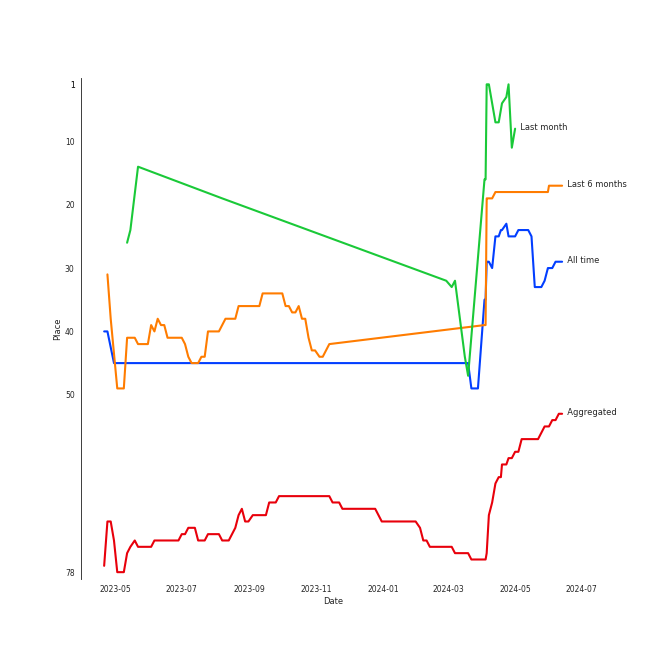 1
10
20
30
40
50
78
Place
Last month
Last 6 months
All time
Aggregated
2023-05
2023-07
2023-09
2023-11
2024-01
2024-03
2024-05
2024-07
Date